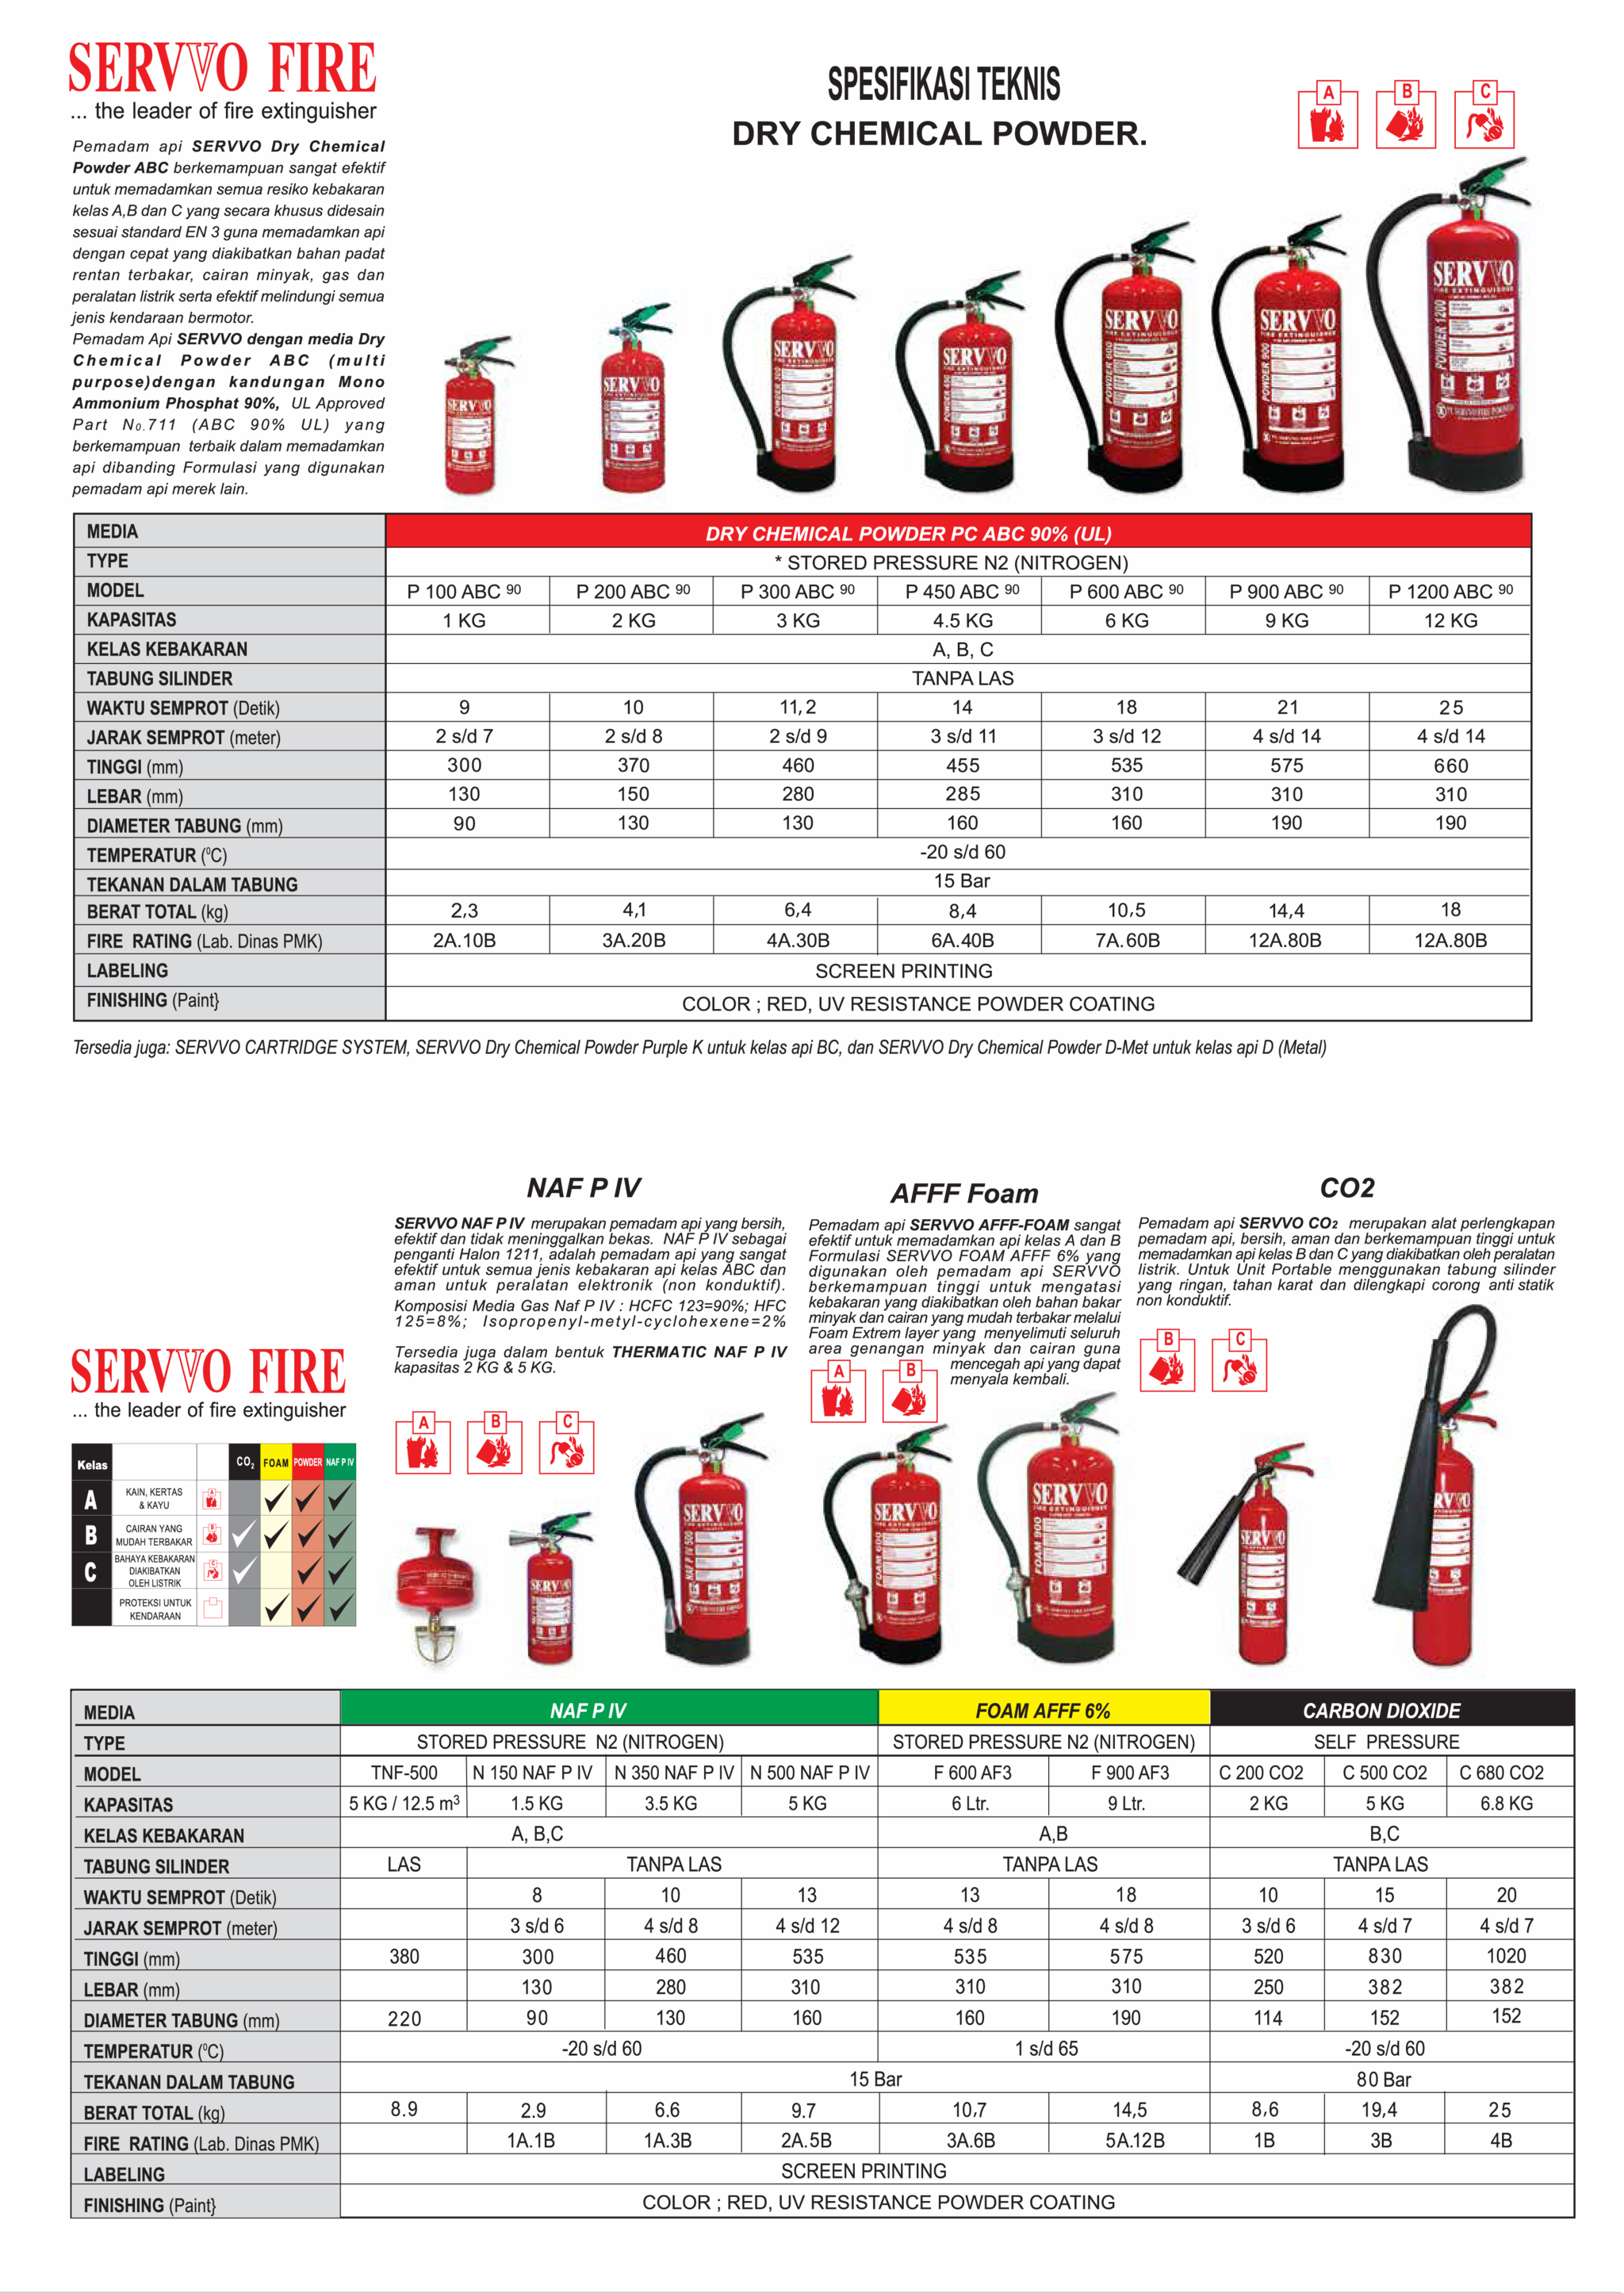 SERVVO FIRE
... the leader of fire extinguisher
Pemadam api SERVVO Dry Chemical
Powder ABC berkemampuan sangat efektif
untuk memadamkan semua resiko kebakaran
kelas A,B dan C yang secara khusus didesain
sesuai standard EN 3 guna memadamkan api
dengan cepat yang diakibatkan bahan padat
rentan terbakar, cairan minyak, gas dan
peralatan listrik serta efektif melindungi semua
jenis kendaraan bermotor.
Pemadam Api SERVVO dengan media Dry
Chemical Powder ABC (multi
purpose)dengan kandungan Mono
Ammonium Phosphat 90%, UL Approved
Part No.711 (ABC 90% UL) yang
berkemampuan terbaik dalam memadamkan
api dibanding Formulasi yang digunakan
pemadam api merek lain.
SPESIFIKASI TEKNIS
DRY CHEMICAL POWDER.
A B C
SERVVO SERVVO SERVVO SERVVO SERVVO SERVVO SERVVO
POWDER 600 POWDER 900 POWDER 1200
MEDIA DRY CHEMICAL POWDER PC ABC 90% (UL)
TYPE * STORED PRESSURE N2 (NITROGEN)
MODEL P 100 ABC 90 P 200 ABC 90 P 300 ABC 90 P 450 ABC 90 P 600 ABC 90 P 900 ABC 90 P 1200 ABC 90
KAPASITAS 1 KG 2 KG 3 KG 4.5 KG 6 KG 9 KG 12 KG
KELAS KEBAKARAN A, B, C
TABUNG SILINDER TANPA LAS
WAKTU SEMPROT (Detik) 9 10 11,2 14 18 21 25
JARAK SEMPROT (meter) 2 s/d 7 2 s/d 8 2 s/d 9 3 s/d 11 3 s/d 12 4 s/d 14 4 s/d 14
TINGGI (mm) 300 370 460 455 535 575 660
LEBAR (mm) 130 150 280 285 310 310 310
DIAMETER TABUNG (mm) 90 130 130 160 160 190 190
TEMPERATUR (⁰C) -20 s/d 60
TEKANAN DALAM TABUNG 15 Bar
BERAT TOTAL (kg) 2,3 4,1 6,4 8,4 10,5 14,4 18
FIRE RATING (Lab. Dinas PMK) 2A.10B 3A.20B 4A.30B 6A.40B 7A.60B 12A.80B 12A.80B
LABELING SCREEN PRINTING
FINISHING (Paint} COLOR ; RED, UV RESISTANCE POWDER COATING
Tersedia juga: SERVVO CARTRIDGE SYSTEM, SERVVO Dry Chemical Powder Purple K untuk kelas api BC, dan SERVVO Dry Chemical Powder D-Met untuk kelas api D (Metal)
NAF P IV
SERVVO NAF P IV merupakan pemadam api yang bersih,
efektif dan tidak meninggalkan bekas. NAF P IV sebagai
penganti Halon 1211, adalah pemadam api yang sangat
efektif untuk semua jenis kebakaran api kelas ABC dan
aman untuk peralatan elektronik (non konduktif).
Komposisi Media Gas Naf P IV : HCFC 123=90%; HFC
125=8%; Isopropenyl-metyl-cyclohexene=2%
Tersedia juga dalam bentuk THERMATIC NAF P IV
kapasitas 2 KG & 5 KG.
A B C
AFFF Foam
Pemadam api SERVVO AFFF-FOAM sangat
efektif untuk memadamkan api kelas A dan B
Formulasi SERVVO FOAM AFFF 6% yang
digunakan oleh pemadam api SERVVO
berkemampuan tinggi untuk mengatasi
kebakaran yang diakibatkan oleh bahan bakar
minyak dan cairan yang mudah terbakar melalui
Foam Extrem layer yang menyelimuti seluruh
area genangan minyak dan cairan guna
mencegah api yang dapat
menyala kembali.
A B
CO2
Pemadam api SERVVO CO2 merupakan alat perlengkapan
pemadam api, bersih, aman dan berkemampuan tinggi untuk
memadamkan api kelas B dan C yang diakibatkan oleh peralatan
listrik. Untuk Unit Portable menggunakan tabung silinder
yang ringan, tahan karat dan dilengkapi corong anti statik
non konduktif.
B C
SERVVO FIRE
... the leader of fire extinguisher
Kelas CO2 FOAM POWDER NAF P IV
A KAIN, KERTAS
& KAYU
B CAIRAN YANG
MUDAH TERBAKAR
C BAHAYA KEBAKARAN
DIAKIBATKAN
OLEH LISTRIK
PROTEKSI UNTUK
KENDARAAN
SERVVO SERVVO SERVVO SERVVO SERVVO
NAF P IV 500 FOAM 600 FOAM 900
MEDIA NAF P IV FOAM AFFF 6% CARBON DIOXIDE
TYPE STORED PRESSURE N2 (NITROGEN) STORED PRESSURE N2 (NITROGEN) SELF PRESSURE
MODEL TNF-500 N 150 NAF P IV N 350 NAF P IV N 500 NAF P IV F 600 AF3 F 900 AF3 C 200 CO2 C 500 CO2 C 680 CO2
KAPASITAS 5 KG / 12.5 m3 1.5 KG 3.5 KG 5 KG 6 Ltr. 9 Ltr. 2 KG 5 KG 6.8 KG
KELAS KEBAKARAN A, B,C A,B B,C
TABUNG SILINDER LAS TANPA LAS TANPA LAS TANPA LAS
WAKTU SEMPROT (Detik) 8 10 13 13 18 10 15 20
JARAK SEMPROT (meter) 3 s/d 6 4 s/d 8 4 s/d 12 4 s/d 8 4 s/d 8 3 s/d 6 4 s/d 7 4 s/d 7
TINGGI (mm) 380 300 460 535 535 575 520 830 1020
LEBAR (mm) 130 280 310 310 310 250 382 382
DIAMETER TABUNG (mm) 220 90 130 160 160 190 114 152 152
TEMPERATUR (⁰C) -20 s/d 60 1 s/d 65 -20 s/d 60
TEKANAN DALAM TABUNG 15 Bar 80 Bar
BERAT TOTAL (kg) 8.9 2.9 6.6 9.7 10,7 14,5 8,6 19,4 25
FIRE RATING (Lab. Dinas PMK) 1A.1B 1A.3B 2A.5B 3A.6B 5A.12B 1B 3B 4B
LABELING SCREEN PRINTING
FINISHING (Paint} COLOR ; RED, UV RESISTANCE POWDER COATING